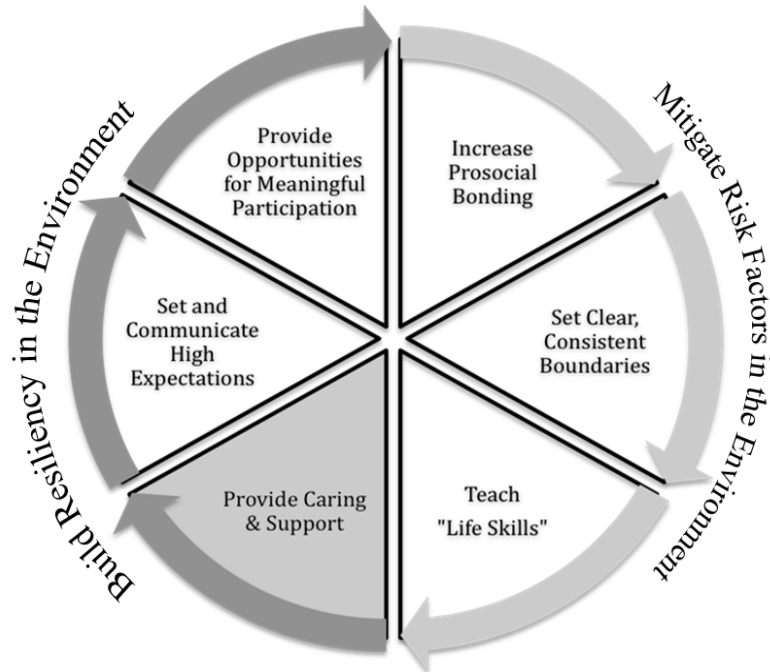 Build Resiliency in the Environment
Mitigate Risk Factors in the Environment
Provide
Opportunities
for Meaningful
Participation
Increase
Prosocial
Bonding
Set and
Communicate
High
Expectations
Set Clear,
Consistent
Boundaries
Provide Caring
& Support
Teach
"Life Skills"